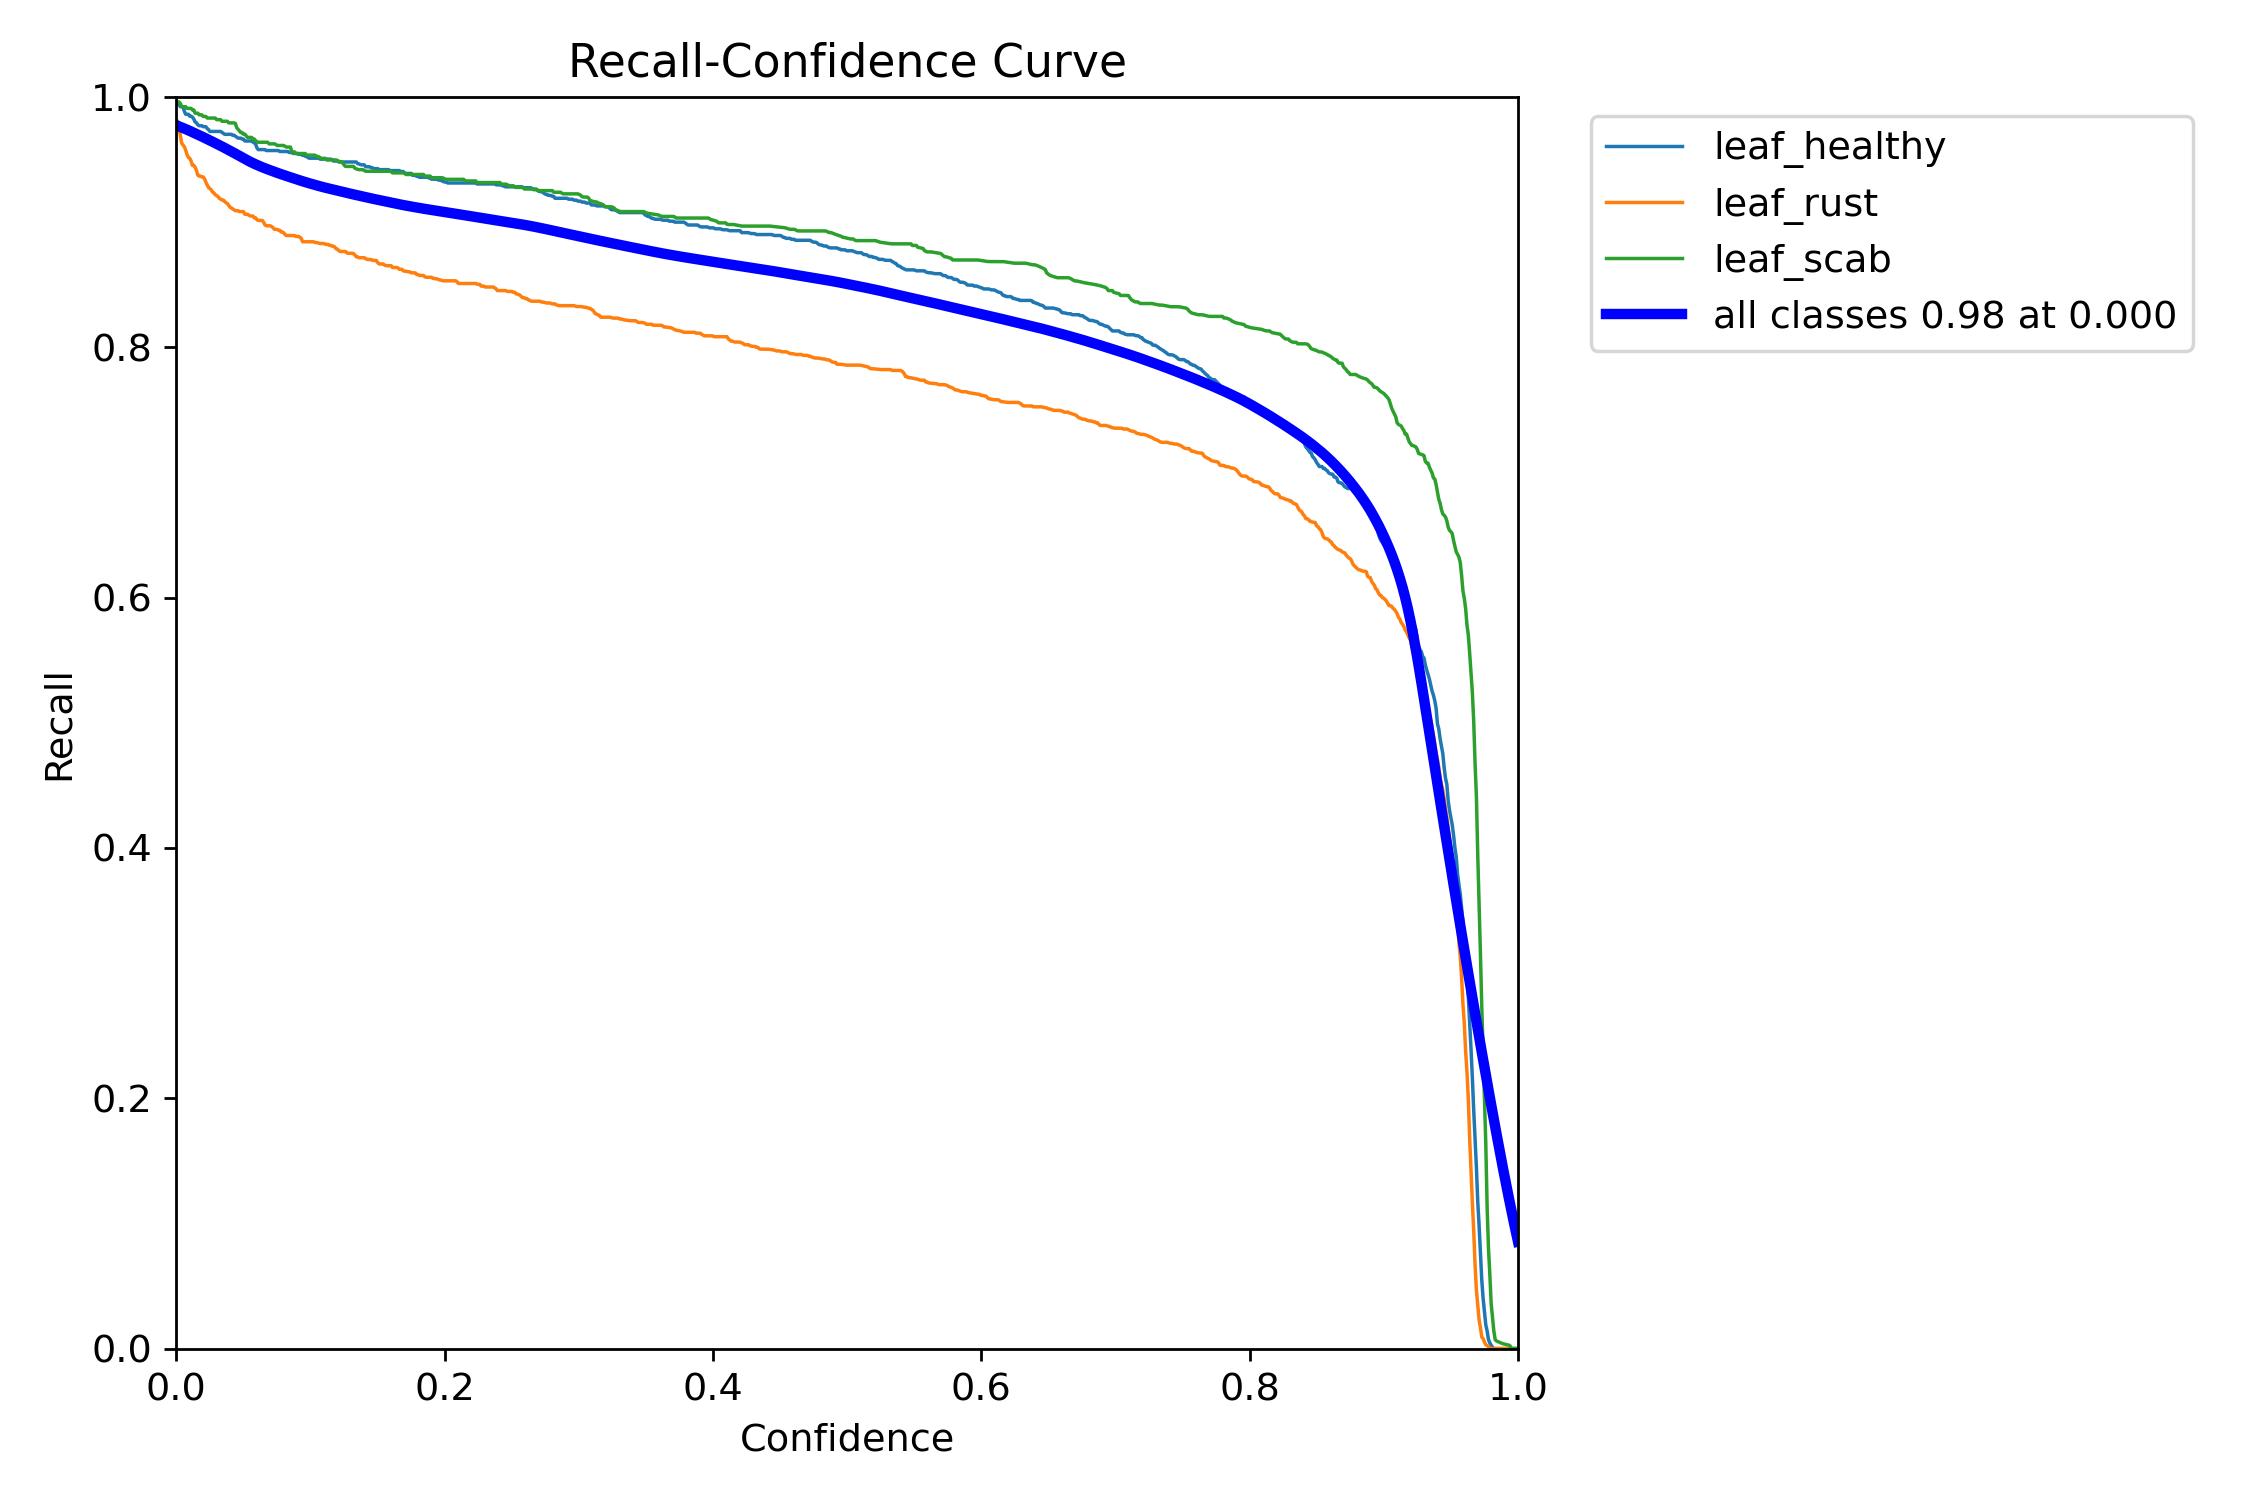 Recall-Confidence Curve
1.0
0.8
0.6
0.4
0.2
0.0
Recall
0.0 0.2 0.4 0.6 0.8 1.0
Confidence
leaf_healthy
leaf_rust
leaf_scab
all classes 0.98 at 0.000